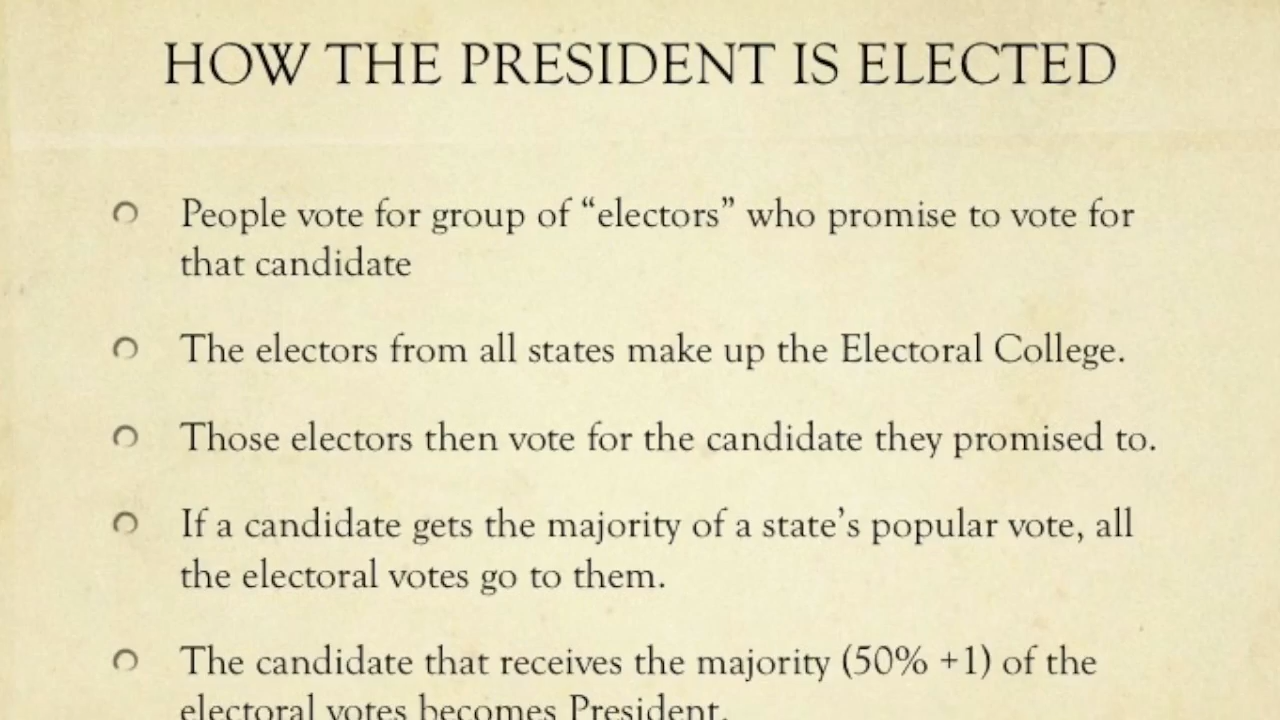 HOW THE PRESIDENT IS ELECTED
People vote for group of “electors” who promise to vote for
that candidate
The electors from all states make up the Electoral College.
Those electors then vote for the candidate they promised to.
If a candidate gets the majority of a state’s popular vote, all
the electoral votes go to them.
The candidate that receives the majority (50% +1) of the
electoral votes becomes President.